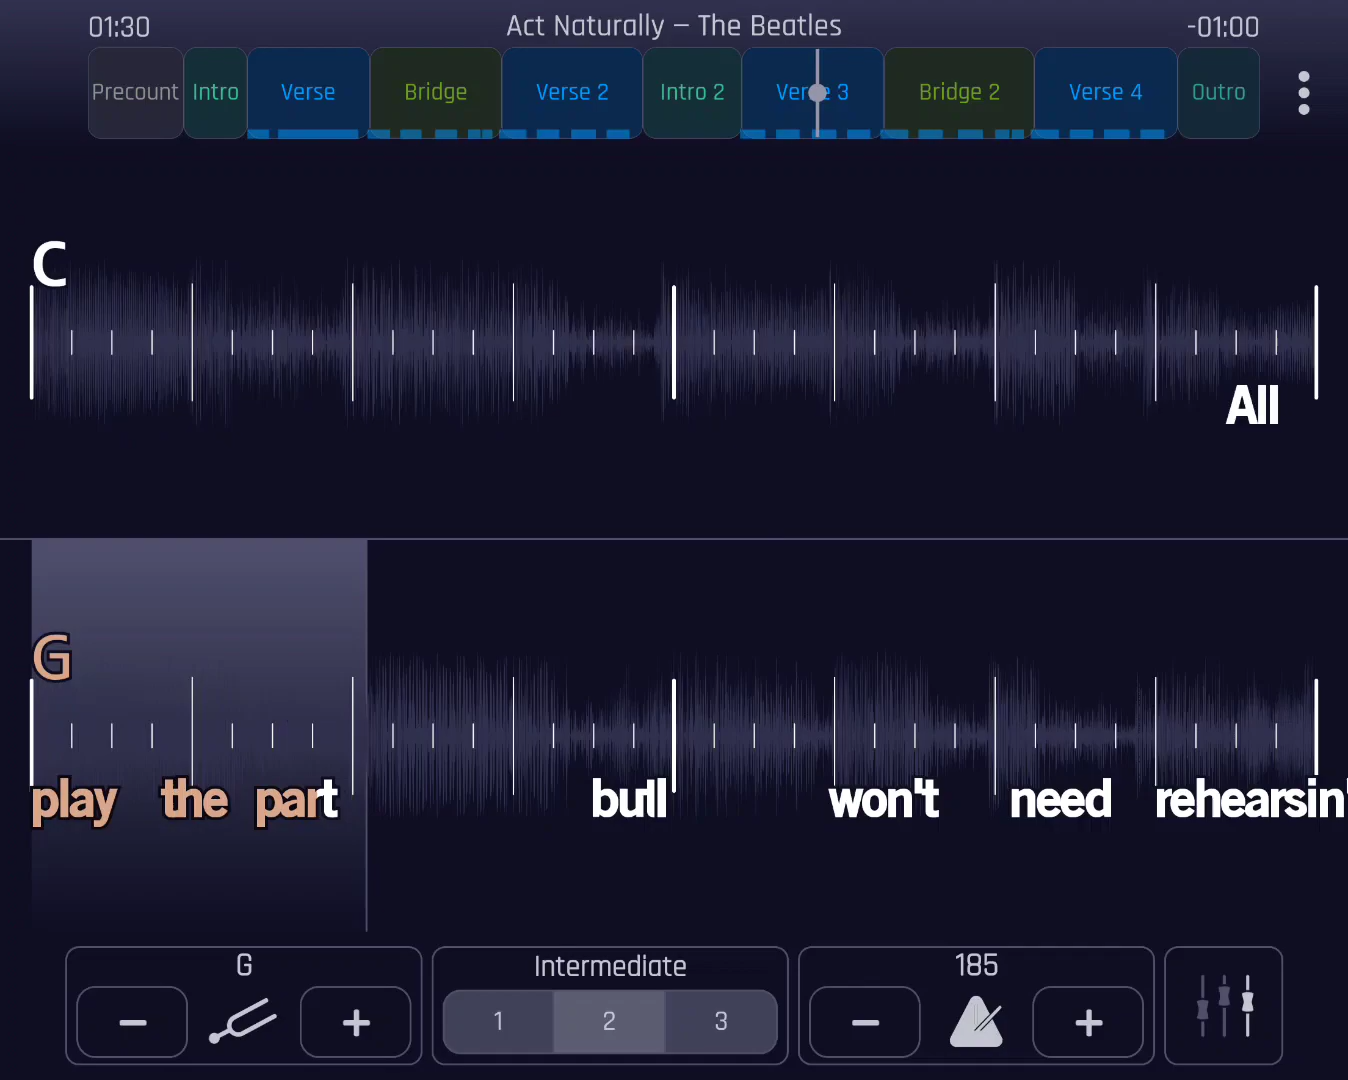 01:30 Act Naturally – The Beatles -01:00
Precount Intro Verse Bridge Verse 2 Intro 2 Verse 3 Bridge 2 Verse 4 Outro
C
All
G
play the part bull won't need rehearsin'
G Intermediate 185
− + 1 2 3 − +